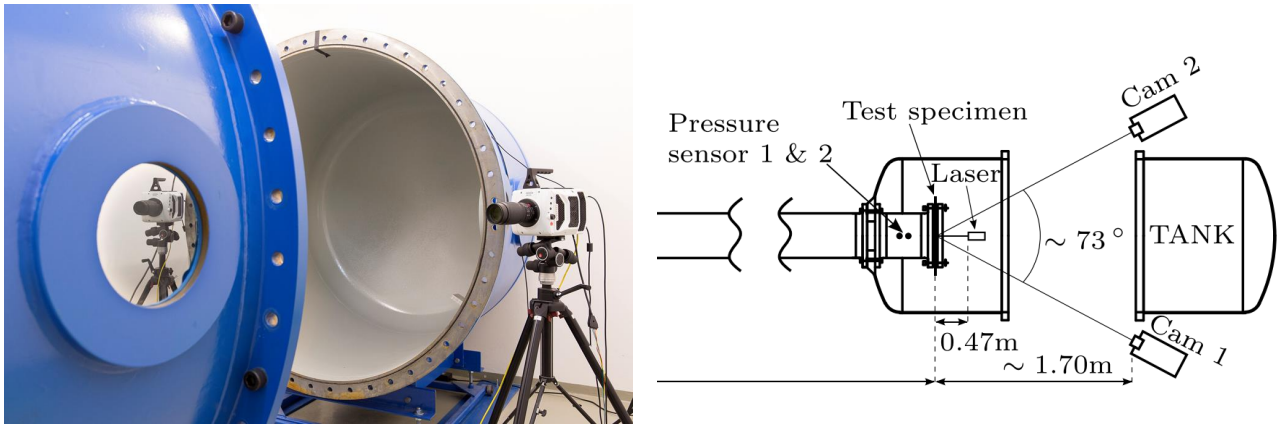 Pressure
sensor 1 & 2
Test specimen
Laser
Cam 2
~ 73°
TANK
Cam 1
0.47m
~ 1.70m